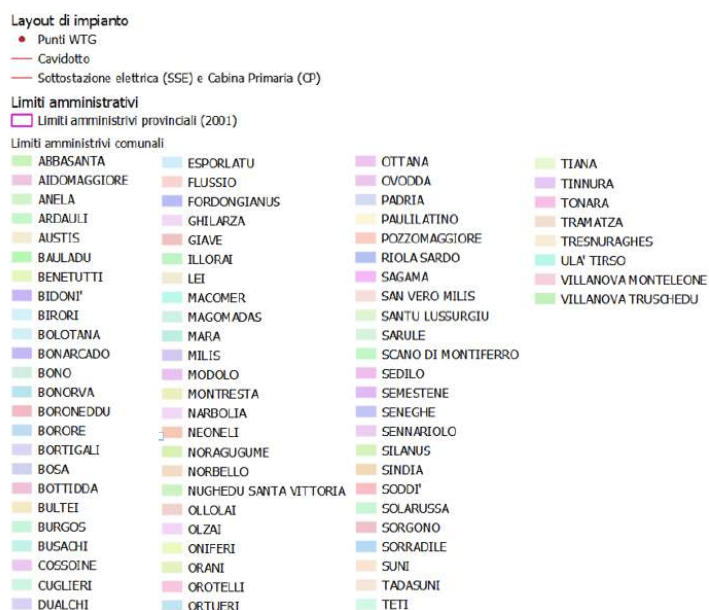 Layout di impianto
Punti WTG
Cavidotto
Sottostazione elettrica (SSE) e Cabina Primaria (CP)
Limiti amministrativi
Limiti amministrivi provinciali (2001)
Limiti amministrivi comunali
ABBASANTA
AIDOMAGGIORE
ANELA
ARDAULI
AUSTIS
BAULADU
BENETUTTI
BIDONI'
BIRORI
BOLOTANA
BONARCADO
BONO
BONORVA
BORONEDDU
BORORE
BORTIGALI
BOSA
BOTTIDDA
BULTEI
BURGOS
BUSACHI
COSSOINE
CUGLIERI
DUALCHI
ESPORLATU
FLUSSIO
FORDONGIANUS
GHILARZA
GIAVE
ILLORAI
LEI
MACOMER
MAGOMADAS
MARA
MILIS
MODOLO
MONTRESTA
NARBOLIA
NEONELI
NORAGUGUME
NORBELLO
NUGHEDU SANTA VITTORIA
OLLOLAI
OLZAI
ONIFERI
ORANI
OROTELLI
ORTUERI
OTTANA
OVODDA
PADRIA
PAULILATINO
POZZOMAGGIORE
RIOLA SARDO
SAGAMA
SAN VERO MILIS
SANTU LUSSURGIU
SARULE
SCANO DI MONTIFERRO
SEDILO
SEMESTENE
SENEGHE
SENNARIOLO
SILANUS
SINDIA
SODDI'
SOLARUSSA
SORGONO
SORRADILE
SUNI
TADASUNI
TETI
TIANA
TINNURA
TONARA
TRAMATZA
TRESNURAGHES
ULA' TIRSO
VILLANOVA MONTELEONE
VILLANOVA TRUSCHEDU